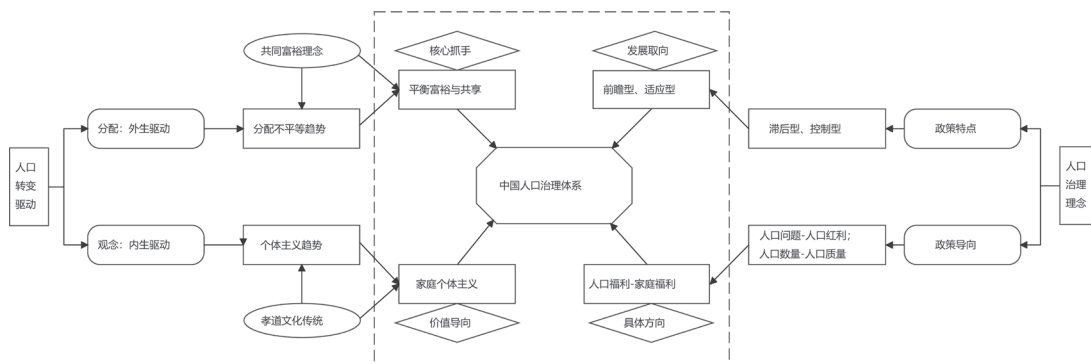 共同富裕理念
核心抓手
发展取向
平衡富裕与共享
前瞻型、适应型
分配：外生驱动
分配不平等趋势
滞后型、控制型
政策特点
人口
转变
驱动
中国人口治理体系
人口
治理
理念
观念：内生驱动
个体主义趋势
人口问题-人口红利；
人口数量-人口质量
政策导向
家庭个体主义
人口福利-家庭福利
孝道文化传统
价值导向
具体方向